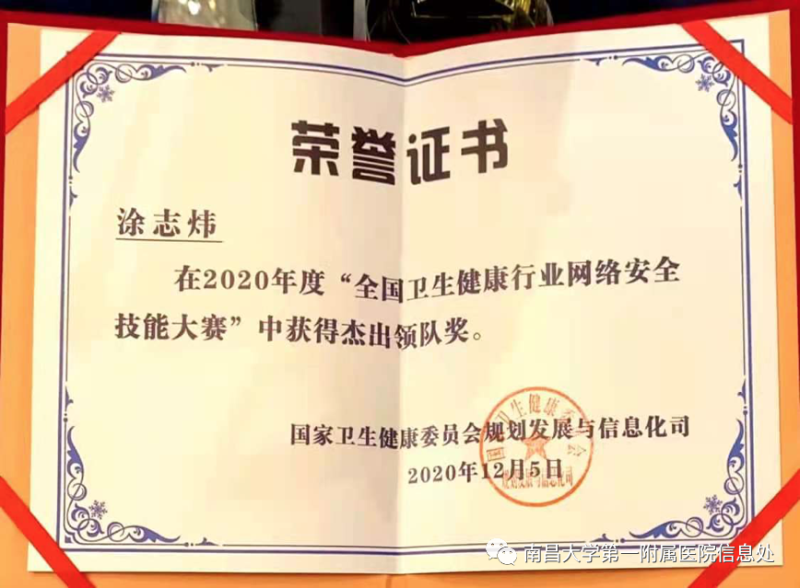 荣誉证书
涂志炜
在2020年度“全国卫生健康行业网络安全
技能大赛”中获得杰出领队奖。
国家卫生健康委员会规划发展与信息化司
2020年12月5日
南昌大学第一附属医院信息处